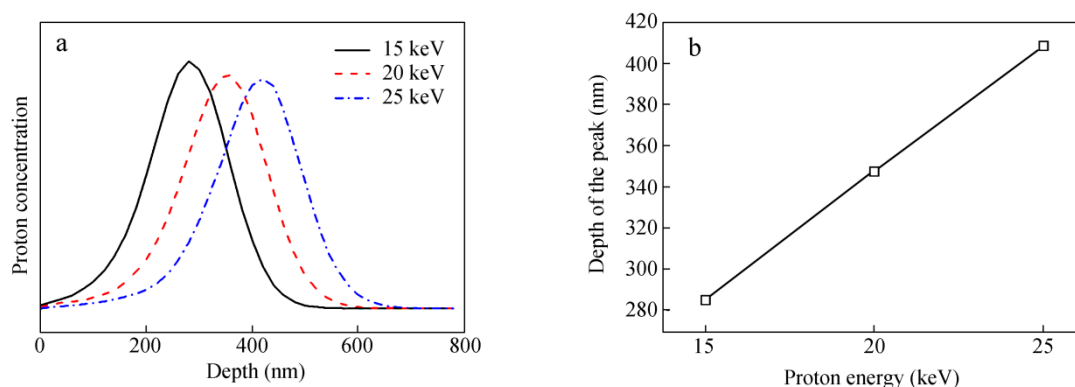 a
15 keV
20 keV
25 keV
Proton concentration
0
200
400
600
800
Depth (nm)
b
420
400
380
360
340
320
300
280
Depth of the peak (nm)
15
20
25
Proton energy (keV)